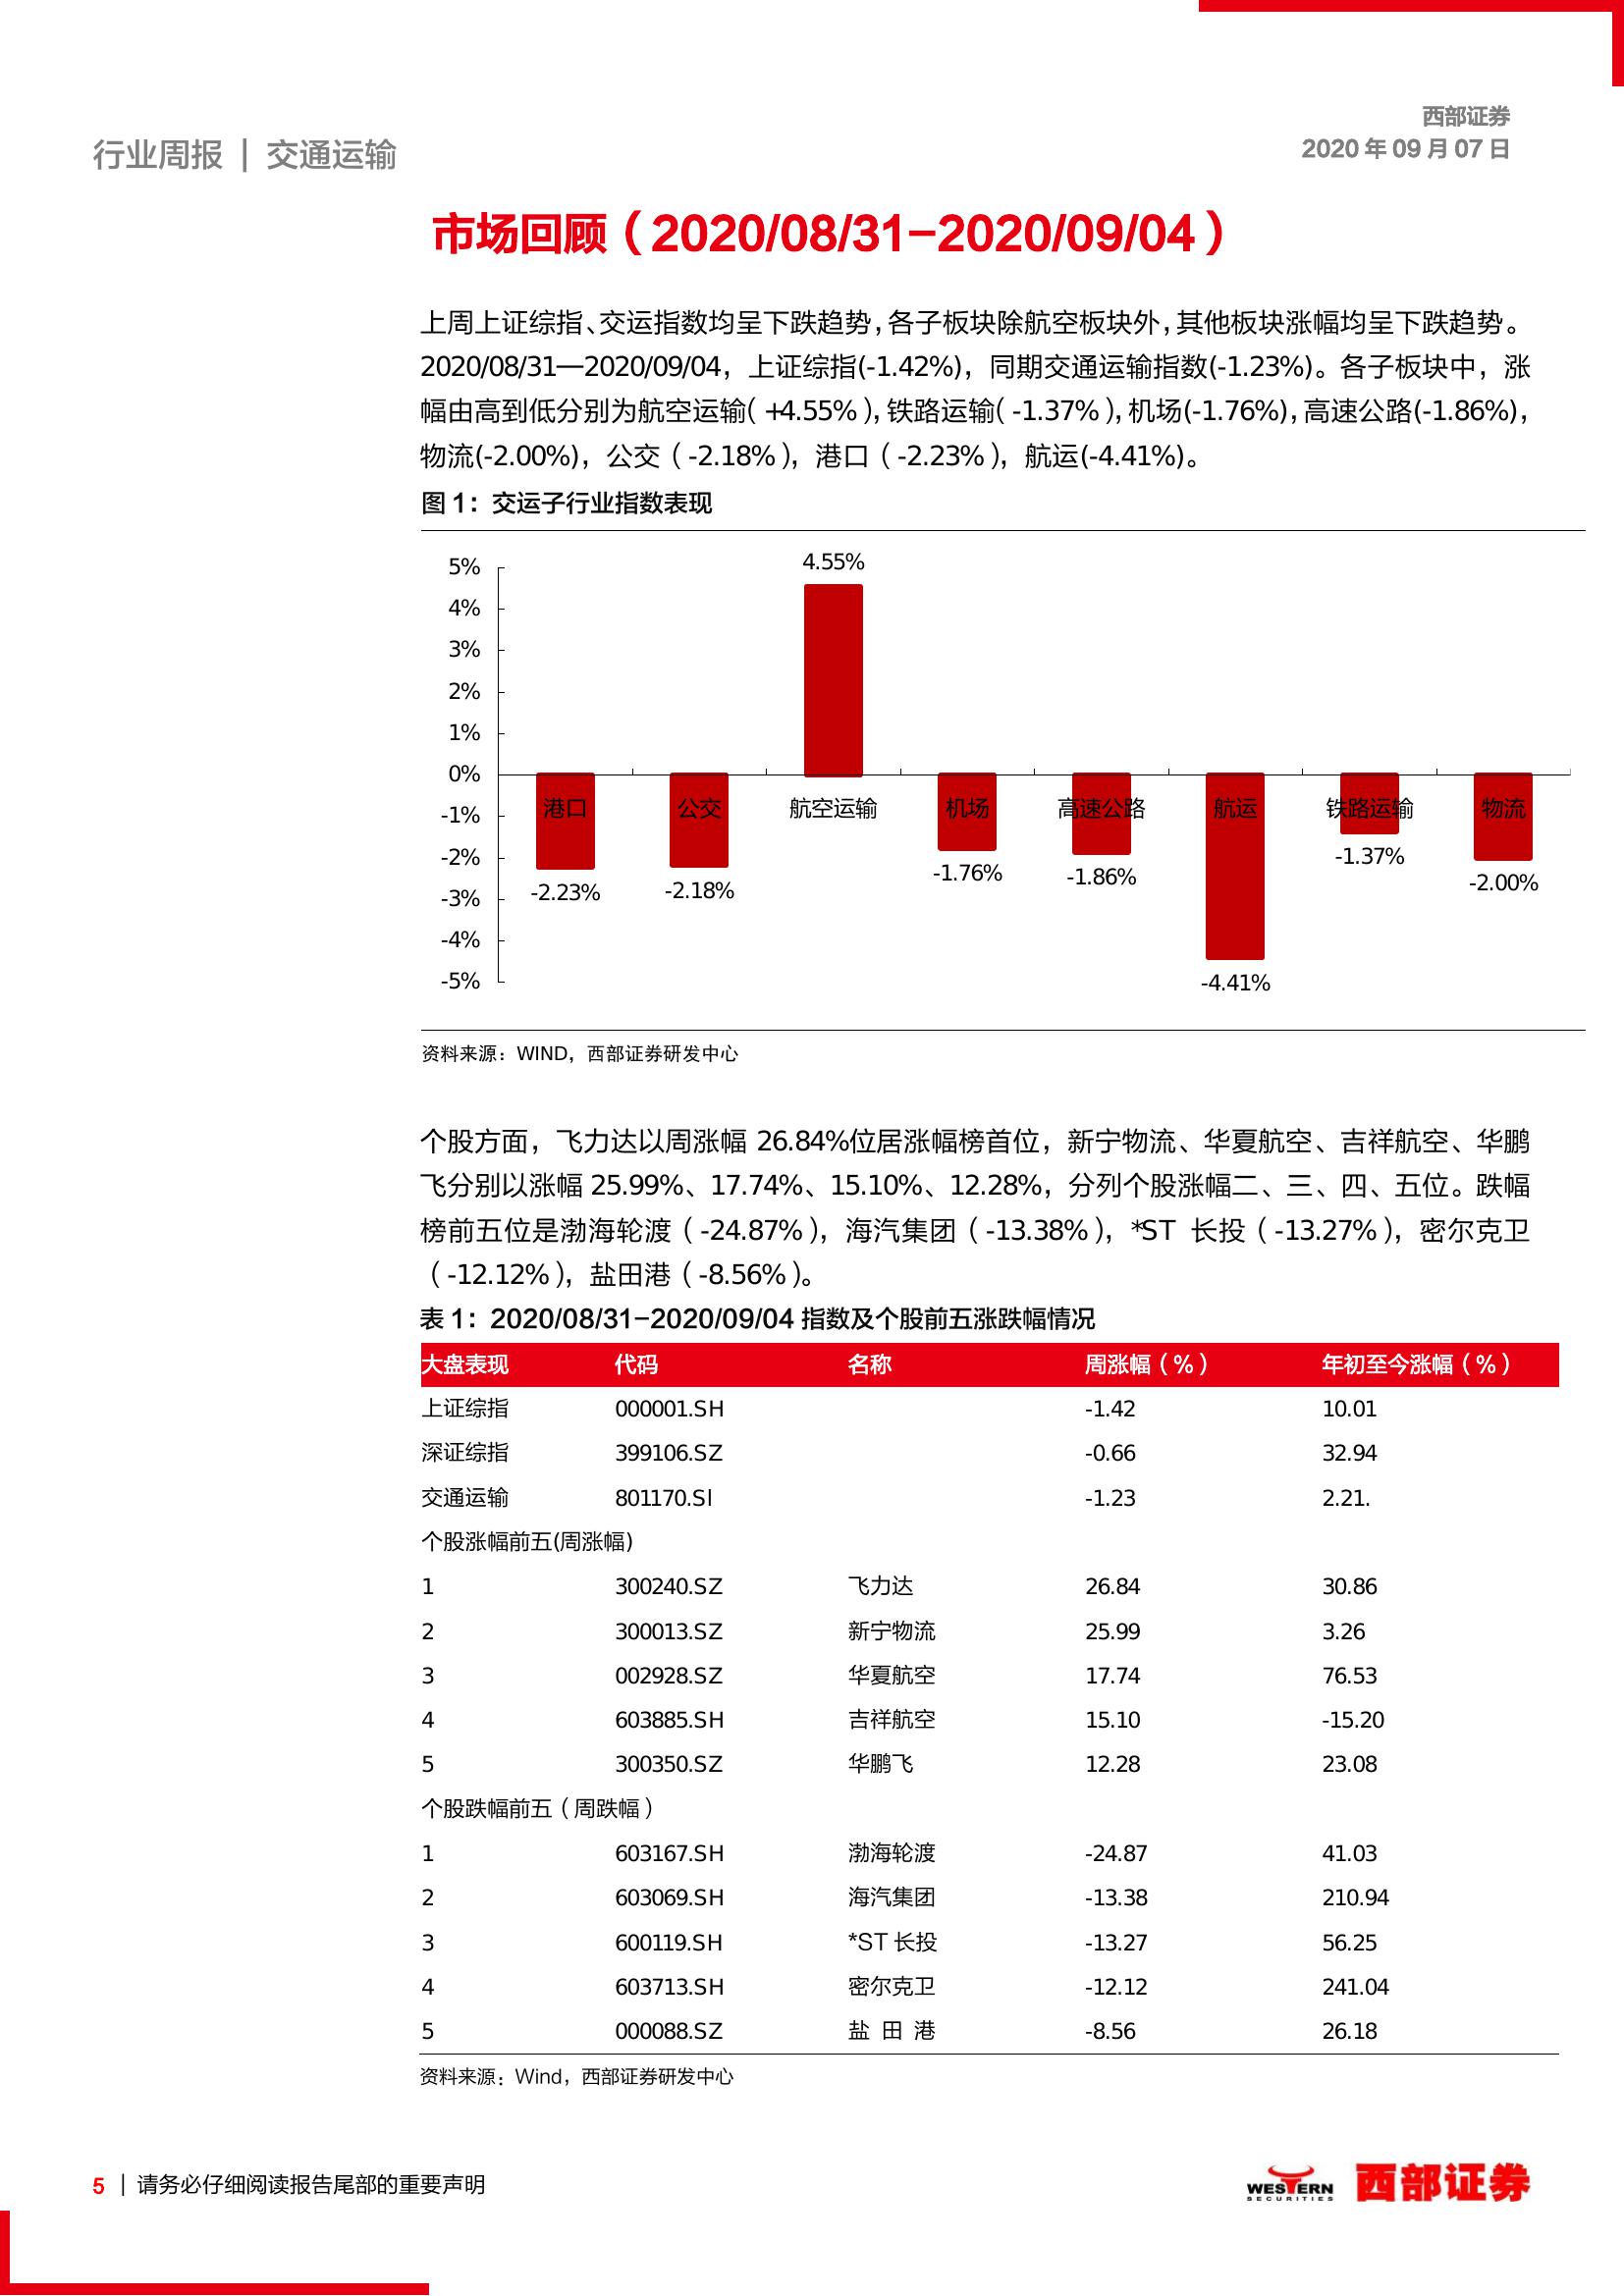 西部证券
行业周报 | 交通运输
2020 年 09 月 07 日
市场回顾（2020/08/31-2020/09/04）
上周上证综指、交运指数均呈下跌趋势，各子板块除航空板块外，其他板块涨幅均呈下跌趋势。
2020/08/31—2020/09/04，上证综指(-1.42%)，同期交通运输指数(-1.23%)。各子板块中，涨
幅由高到低分别为航空运输（+4.55%），铁路运输（-1.37%），机场(-1.76%)，高速公路(-1.86%)，
物流(-2.00%)，公交（-2.18%），港口（-2.23%），航运(-4.41%)。
图 1：交运子行业指数表现
4.55%
5%
4%
3%
2%
1%
0%
-1%
-2%
-3%
-4%
-5%
港口 公交 航空运输 机场 高速公路 航运 铁路运输 物流
-2.23% -2.18% -1.76% -1.86% -4.41% -1.37% -2.00%
资料来源：WIND，西部证券研发中心
个股方面，飞力达以周涨幅 26.84%位居涨幅榜首位，新宁物流、华夏航空、吉祥航空、华鹏
飞分别以涨幅 25.99%、17.74%、15.10%、12.28%，分列个股涨幅二、三、四、五位。跌幅
榜前五位是渤海轮渡（-24.87%），海汽集团（-13.38%），*ST 长投（-13.27%），密尔克卫
（-12.12%），盐田港（-8.56%）。
表 1：2020/08/31-2020/09/04 指数及个股前五涨跌幅情况
大盘表现 代码 名称 周涨幅（%） 年初至今涨幅（%）
上证综指 000001.SH -1.42 10.01
深证综指 399106.SZ -0.66 32.94
交通运输 801170.Sl -1.23 2.21.
个股涨幅前五(周涨幅)
1 300240.SZ 飞力达 26.84 30.86
2 300013.SZ 新宁物流 25.99 3.26
3 002928.SZ 华夏航空 17.74 76.53
4 603885.SH 吉祥航空 15.10 -15.20
5 300350.SZ 华鹏飞 12.28 23.08
个股跌幅前五（周跌幅）
1 603167.SH 渤海轮渡 -24.87 41.03
2 603069.SH 海汽集团 -13.38 210.94
3 600119.SH *ST 长投 -13.27 56.25
4 603713.SH 密尔克卫 -12.12 241.04
5 000088.SZ 盐 田 港 -8.56 26.18
资料来源：Wind，西部证券研发中心
5 | 请务必仔细阅读报告尾部的重要声明
WESTERN
SECURITIES
西部证券